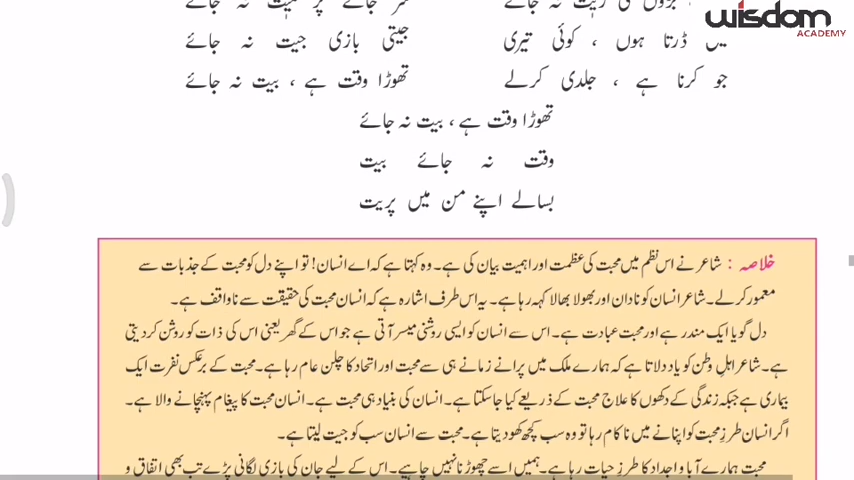 wisdom
ACADEMY
بڑوں کی ریت نہ جائے
جائے پر میت نہ جائے
میں ڈرتا ہوں ، کوئی تیری
جیتی بازی جیت نہ جائے
جو کرنا ہے ، جلدی کرلے
تھوڑا وقت ہے ، بیت نہ جائے
تھوڑا وقت ہے ، بیت نہ جائے
وقت نہ جائے بیت
بسالے اپنے من میں پریت
خلاصہ : شاعر نے اس نظم میں محبت کی عظمت اور اہمیت بیان کی ہے۔ وہ کہتا ہے کہ اے انسان! تو اپنے دل کو محبت کے جذبات سے
معمور کرلے۔ شاعر انسان کو نادان اور بھولا بھالا کہہ رہا ہے۔ یہ اس طرف اشارہ ہے کہ انسان محبت کی حقیقت سے ناواقف ہے۔
دل گویا ایک مندر ہے اور محبت عبادت ہے۔ اس سے انسان کو ایسی روشنی میسر آتی ہے جو اس کے گھر یعنی اس کی ذات کو روشن کردیتی
ہے۔ شاعر اہلِ وطن کو یاد دلاتا ہے کہ ہمارے ملک میں پرانے زمانے ہی سے محبت اور اتحاد کا چلن عام رہا ہے۔ محبت کے برعکس نفرت ایک
بیماری ہے جبکہ زندگی کے دکھوں کا علاج محبت کے ذریعے کیا جاسکتا ہے۔ انسان کی بنیاد ہی محبت ہے۔ انسان محبت کا پیغام پہنچانے والا ہے۔
اگر انسان طرزِ محبت کو اپنانے میں ناکام رہا تو وہ سب کچھ کھو دیتا ہے۔ محبت سے انسان سب کو جیت لیتا ہے۔
محبت ہمارے آبا و اجداد کا طرزِ حیات رہا ہے۔ ہمیں اسے چھوڑنا نہیں چاہیے۔ اس کے لیے جان کی بازی لگانی پڑے تب بھی اتفاق و